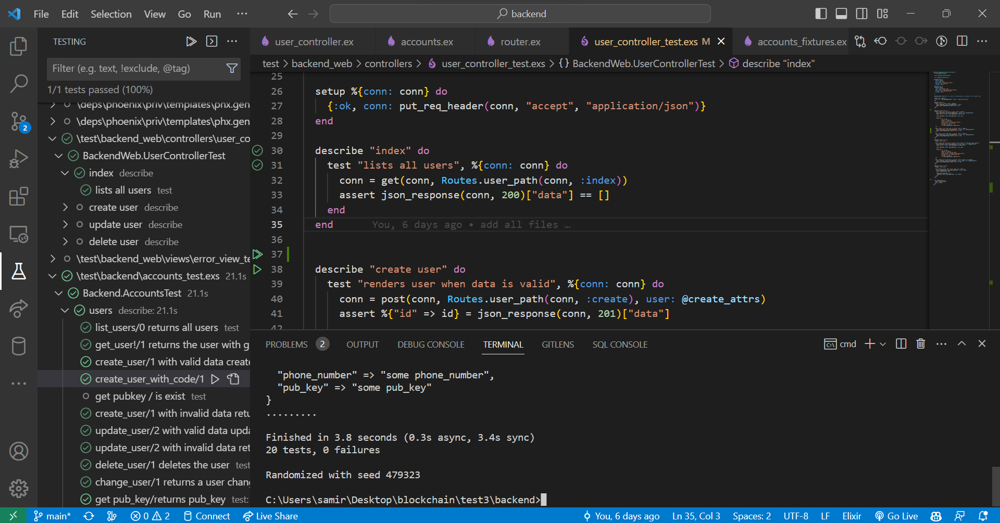 File Edit Selection View Go Run ···
backend
TESTING
Filter (e.g. text, !exclude, @tag)
1/1 tests passed (100%)
\deps\phoenix\priv\templates\phx.gen
\deps\phoenix\priv\templates\phx.gen
\test\backend_web\controllers\user_co
BackendWeb.UserControllerTest
index describe
lists all users test
create user describe
update user describe
delete user describe
\test\backend_web\views\error_view_te
\test\backend\accounts_test.exs 21.1s
Backend.AccountsTest 21.1s
users describe: 21.1s
list_users/0 returns all users test
get_user!/1 returns the user with g
create_user/1 with valid data create
create_user_with_code/1
get pubkey / is exist test
create_user/1 with invalid data retu
update_user/2 with valid data upda
update_user/2 with invalid data ret
delete_user/1 deletes the user test
change_user/1 returns a user chang
get pub_key/returns pub_key test:
2
user_controller.ex accounts.ex router.ex user_controller_test.exs M accounts_fixtures.ex
test > backend_web > controllers > user_controller_test.exs > {} BackendWeb.UserControllerTest > describe "index"
25
26 setup %{conn: conn} do
27 {:ok, conn: put_req_header(conn, "accept", "application/json")}
28 end
29
30 describe "index" do
31 test "lists all users", %{conn: conn} do
32 conn = get(conn, Routes.user_path(conn, :index))
33 assert json_response(conn, 200)["data"] == []
34 end
35 end You, 6 days ago • add all files …
36
37
38 describe "create user" do
39 test "renders user when data is valid", %{conn: conn} do
40 conn = post(conn, Routes.user_path(conn, :create), user: @create_attrs)
41 assert %{"id" => id} = json_response(conn, 201)["data"]
42
PROBLEMS 2 OUTPUT DEBUG CONSOLE TERMINAL GITLENS SQL CONSOLE cmd
"phone_number" => "some phone_number",
"pub_key" => "some pub_key"
}
.........
Finished in 3.8 seconds (0.3s async, 3.4s sync)
20 tests, 0 failures
Randomized with seed 479323
C:\Users\samir\Desktop\blockchain\test3\backend>
main* 0 2 Connect Live Share You, 6 days ago Ln 35, Col 3 Spaces: 2 UTF-8 LF Elixir Go Live